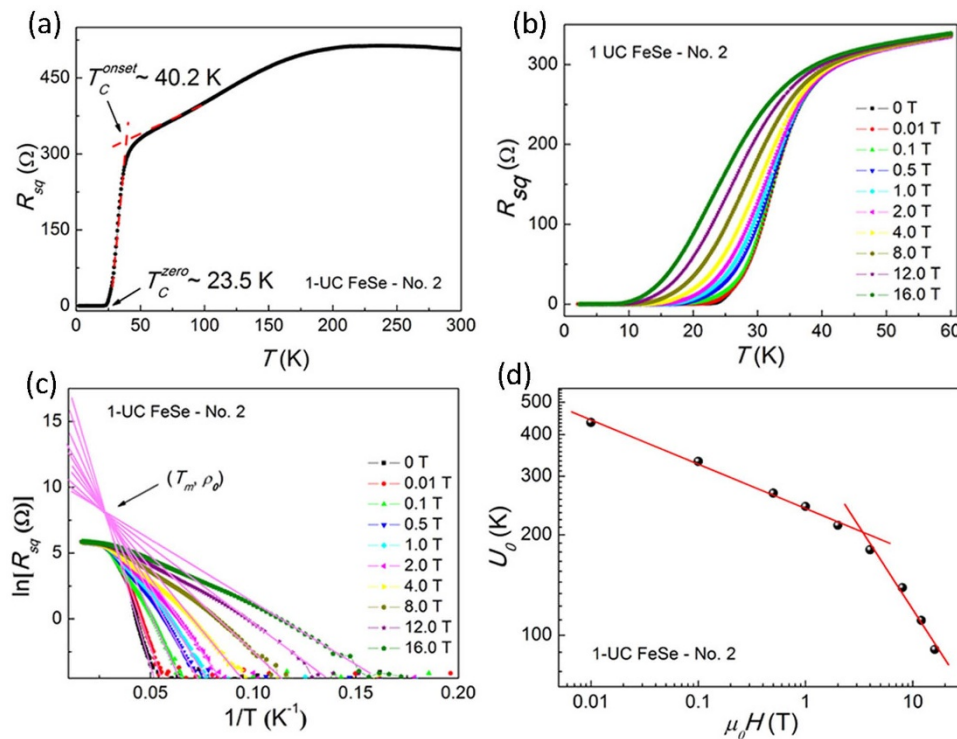 (a)
T_C^onset ~ 40.2 K
T_C^zero ~ 23.5 K
1-UC FeSe - No. 2
R_sq (Ω)
450
300
150
0
0 50 100 150 200 250 300
T (K)
(b)
1 UC FeSe - No. 2
0 T
0.01 T
0.1 T
0.5 T
1.0 T
2.0 T
4.0 T
8.0 T
12.0 T
16.0 T
R_sq (Ω)
300
200
100
0
0 10 20 30 40 50 60
T (K)
(c)
1-UC FeSe - No. 2
(T_m, ρ_0)
0 T
0.01 T
0.1 T
0.5 T
1.0 T
2.0 T
4.0 T
8.0 T
12.0 T
16.0 T
ln[R_sq (Ω)]
15
10
5
0
0.05 0.10 0.15 0.20
1/T (K⁻¹)
(d)
U_0 (K)
500
400
300
200
100
1-UC FeSe - No. 2
0.01 0.1 1 10
μ_0H (T)